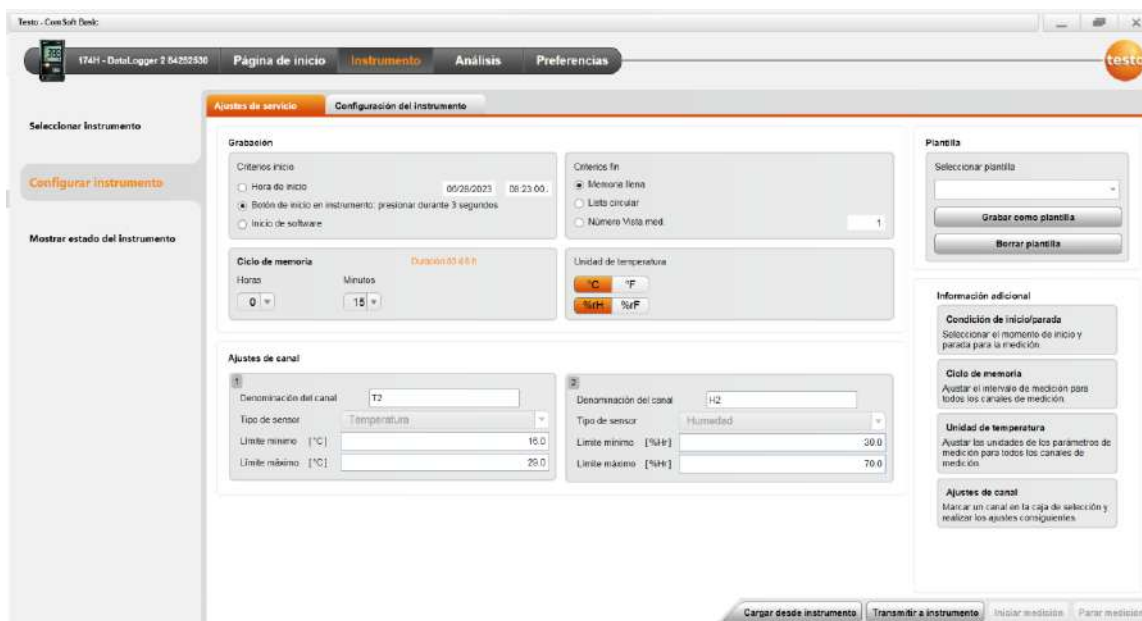 Testo - ComSoft Basic
174H - DataLogger 2 84252530
Página de inicio
Instrumento
Análisis
Preferencias
testo
Seleccionar instrumento
Configurar instrumento
Mostrar estado del instrumento
Ajustes de servicio
Configuración del instrumento
Grabación
Criterios inicio
Hora de inicio
06/28/2023
08:23:00
Botón de inicio en instrumento: presionar durante 3 segundos
Inicio de software
Criterios fin
Memoria llena
Lista circular
Número Vista med.
1
Ciclo de memoria
Horas
Minutos
0
15
Unidad de temperatura
°C
°F
%rH
%rF
Ajustes de canal
1
Denominación del canal
T2
Tipo de sensor
Temperatura
Límite mínimo [°C]
16.0
Límite máximo [°C]
29.0
2
Denominación del canal
H2
Tipo de sensor
Humedad
Límite mínimo [%Hr]
30.0
Límite máximo [%Hr]
70.0
Plantilla
Seleccionar plantilla
Grabar como plantilla
Borrar plantilla
Información adicional
Condición de inicio/parada
Seleccionar el momento de inicio y
parada para la medición.
Ciclo de memoria
Ajustar el intervalo de medición para
todos los canales de medición.
Unidad de temperatura
Ajustar las unidades de los parámetros de
medición para todos los canales de
medición.
Ajustes de canal
Marcar un canal en la caja de selección y
realizar los ajustes consiguientes.
Cargar desde instrumento
Transmitir a instrumento
Iniciar medición
Parar medición